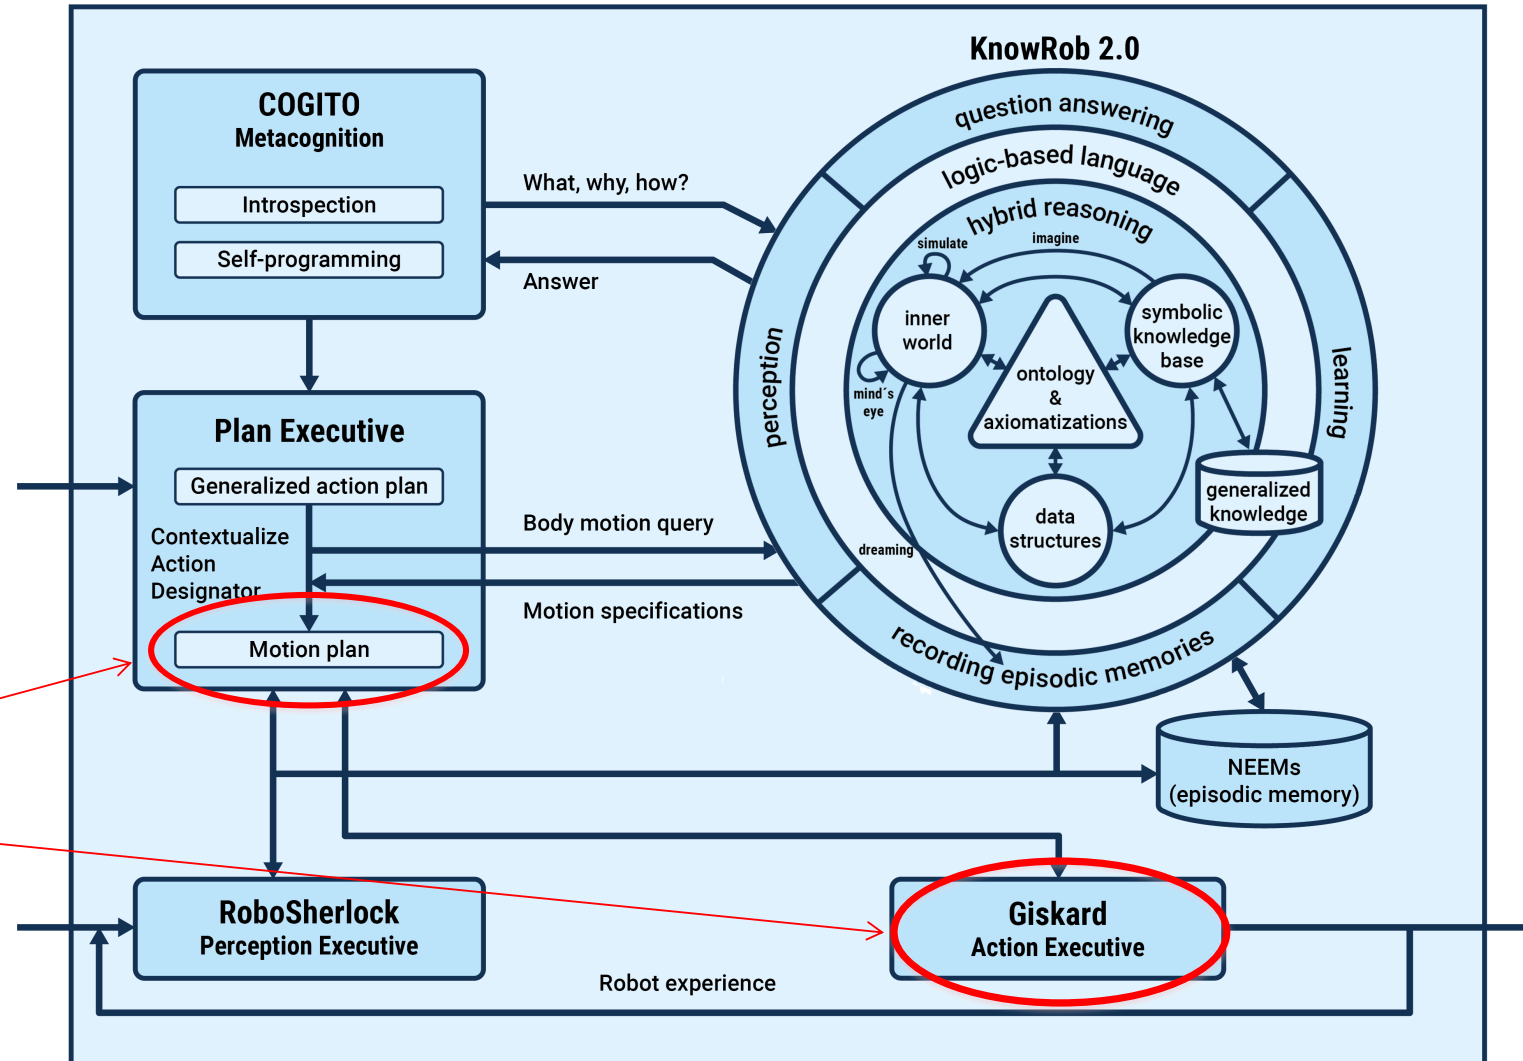 KnowRob 2.0
COGITO
Metacognition
Introspection
Self-programming
What, why, how?
Answer
question answering
logic-based language
hybrid reasoning
simulate
imagine
inner
world
symbolic
knowledge
base
mind´s
eye
ontology
&
axiomatizations
perception
learning
data
structures
generalized
knowledge
dreaming
recording episodic memories
Plan Executive
Generalized action plan
Contextualize
Action
Designator
Motion plan
Body motion query
Motion specifications
NEEMs
(episodic memory)
RoboSherlock
Perception Executive
Giskard
Action Executive
Robot experience